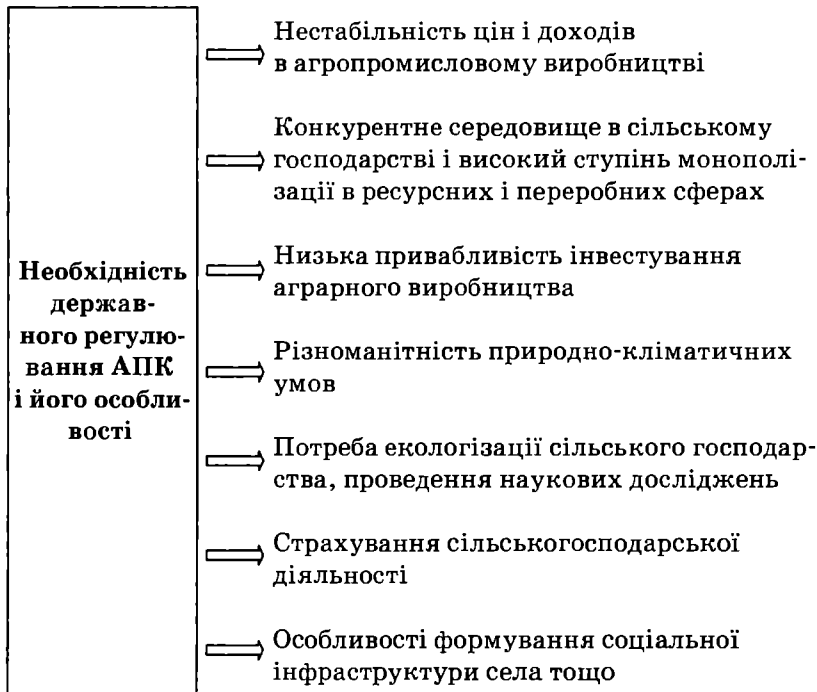 Необхідність
держав-
ного регулю-
вання АПК
і його особли-
вості
Нестабільність цін і доходів
в агропромисловому виробництві
Конкурентне середовище в сільському
господарстві і високий ступінь монополі-
зації в ресурсних і переробних сферах
Низька привабливість інвестування
аграрного виробництва
Різноманітність природно-кліматичних
умов
Потреба екологізації сільського господар-
ства, проведення наукових досліджень
Страхування сільськогосподарської
діяльності
Особливості формування соціальної
інфраструктури села тощо